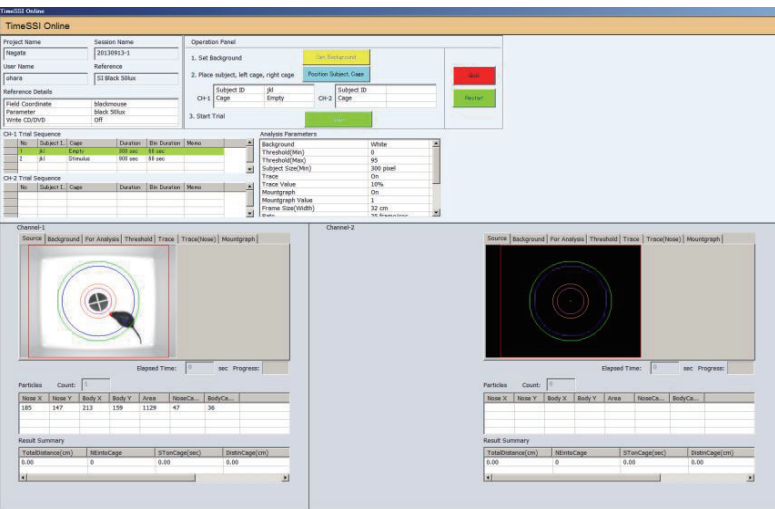 TimeSSI Online
TimeSSI Online
Project Name
Nagata
Session Name
20130913-1
User Name
ohara
Reference
SI Black 50lux
Reference Details
Field Coordinate blackmouse
Parameter black 50lux
Write CD/DVD Off
Operation Panel
1. Set Background
Set Background
2. Place subject, left cage, right cage
Position Subject, Cage
CH-1
Subject ID jkl
Cage Empty
CH-2
Subject ID
Cage
3. Start Trial
Quit
Restart
CH-1 Trial Sequence
No Subject I... Cage Duration Bin Duration Memo
1 jkl Empty sec sec
2 jkl Stimulus sec sec
CH-2 Trial Sequence
No Subject I... Cage Duration Bin Duration Memo
Analysis Parameters
Background White
Threshold(Min) 0
Threshold(Max) 95
Subject Size(Min) 300 pixel
Trace On
Trace Value 10%
Mountgraph On
Mountgraph Value 1
Frame Size(Width) 32 cm
Channel-1
Source Background For Analysis Threshold Trace Trace(Nose) Mountgraph
Elapsed Time: 0 sec Progress:
Particles Count: 1
Nose X Nose Y Body X Body Y Area NoseCa... BodyCa...
185 147 213 159 1129 47 36
Result Summary
TotalDistance(cm) NEintoCage STonCage(sec) DistInCage(cm)
0.00 0 0.00 0.00
Channel-2
Source Background For Analysis Threshold Trace Trace(Nose) Mountgraph
Elapsed Time: 0 sec Progress:
Particles Count: 0
Nose X Nose Y Body X Body Y Area NoseCa... BodyCa...
Result Summary
TotalDistance(cm) NEintoCage STonCage(sec) DistInCage(cm)
0.00 0 0.00 0.00